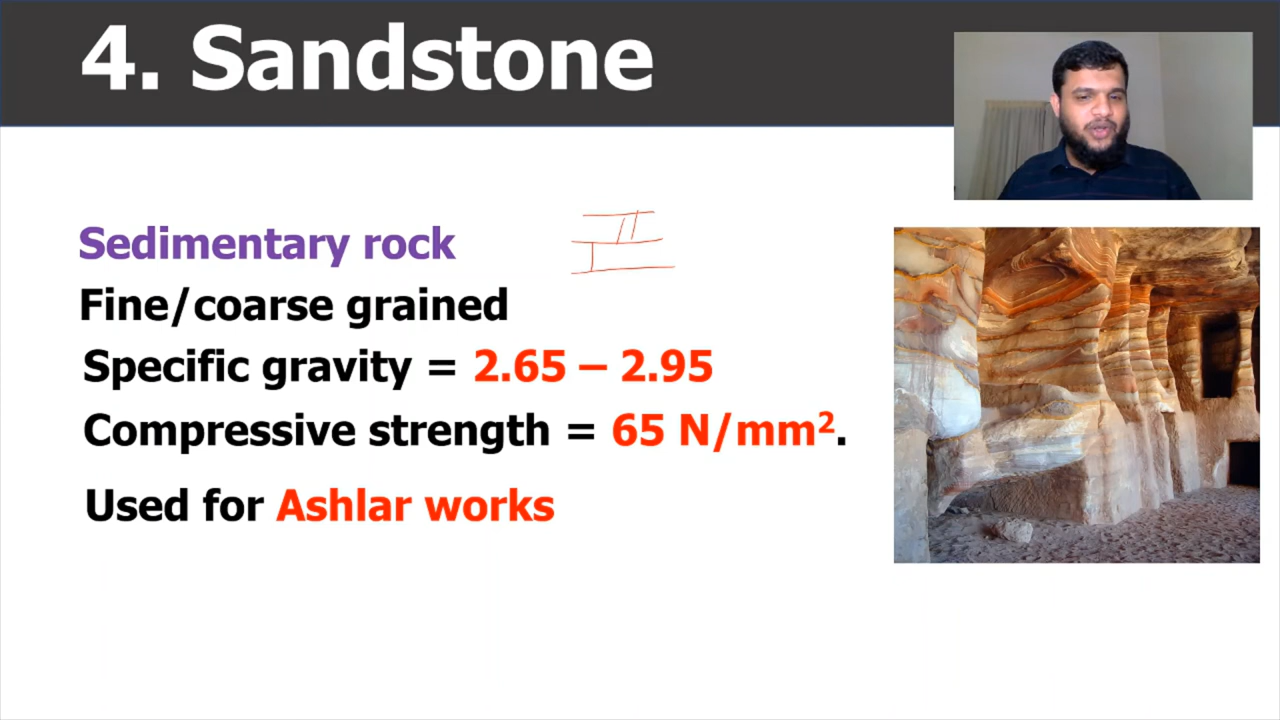 4. Sandstone
Sedimentary rock
Fine/coarse grained
Specific gravity = 2.65 – 2.95
Compressive strength = 65 N/mm².
Used for Ashlar works